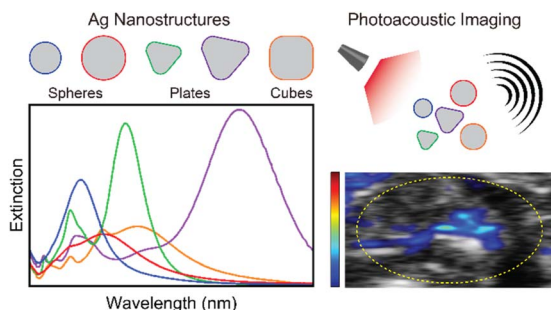 Ag Nanostructures
Spheres Plates Cubes
Extinction
Wavelength (nm)
Photoacoustic Imaging